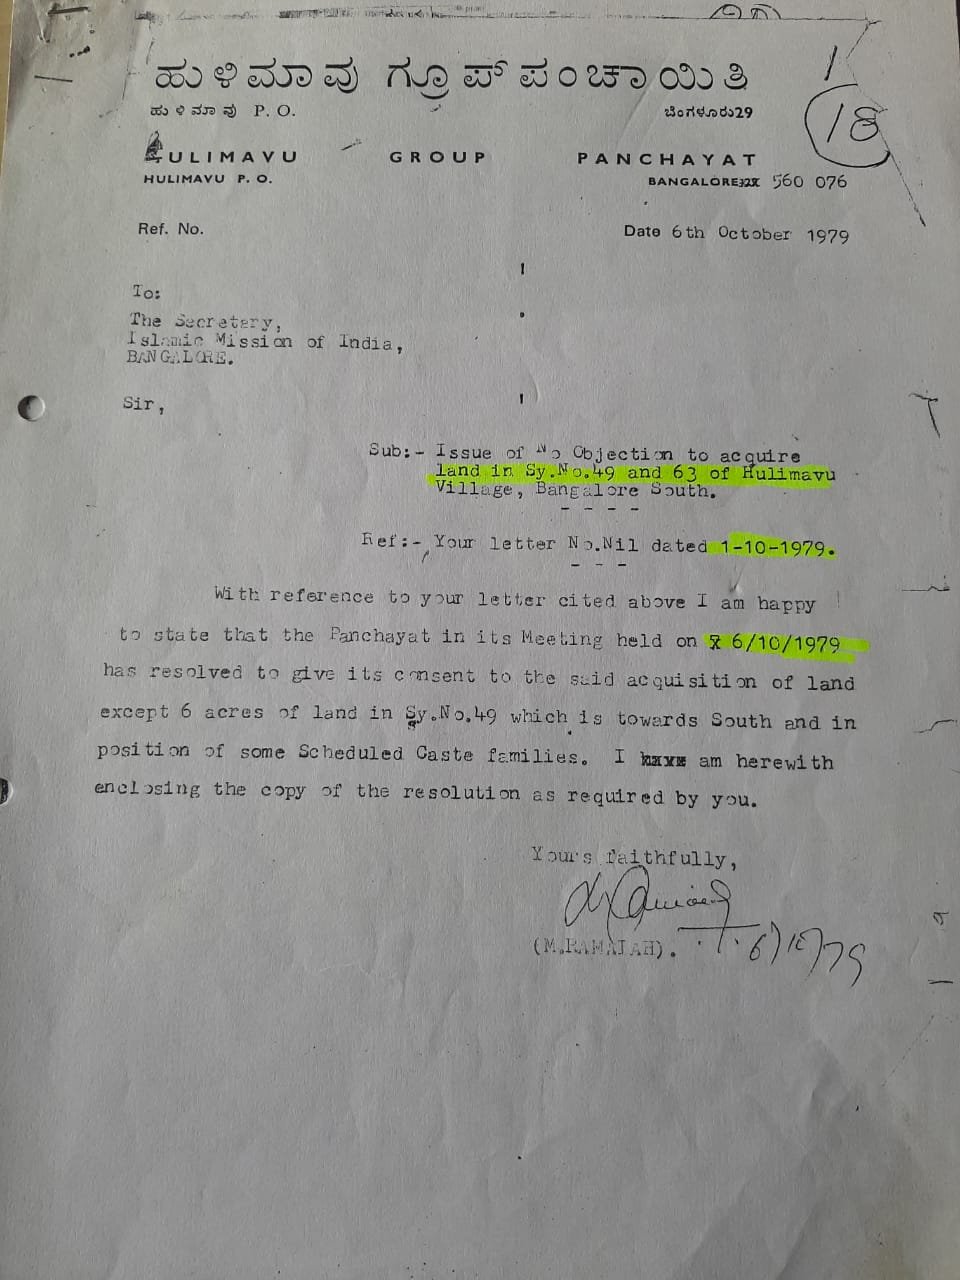 ಹುಳಿಮಾವು ಗ್ರೂಪ್ ಪಂಚಾಯಿತಿ
ಹುಳಿಮಾವು P. O. ಬೆಂಗಳೂರು29
1
18
HULIMAVU GROUP PANCHAYAT
HULIMAVU P. O. BANGALORE 560 076
Ref. No. Date 6th October 1979
To:
The Secretary,
Islamic Mission of India,
BANGALORE.
Sir,
Sub:- Issue of No Objection to acquire
land in Sy.No.49 and 63 of Hulimavu
Village, Bangalore South.
- - - -
Ref:- Your letter No.Nil dated 1-10-1979.
- - -
With reference to your letter cited above I am happy
to state that the Panchayat in its Meeting held on 6/10/1979
has resolved to give its consent to the said acquisition of land
except 6 acres of land in Sy.No.49 which is towards South and in
position of some Scheduled Caste families. I am herewith
enclosing the copy of the resolution as required by you.
Yours faithfully,
(M.RAMAIAH). 6/10/79